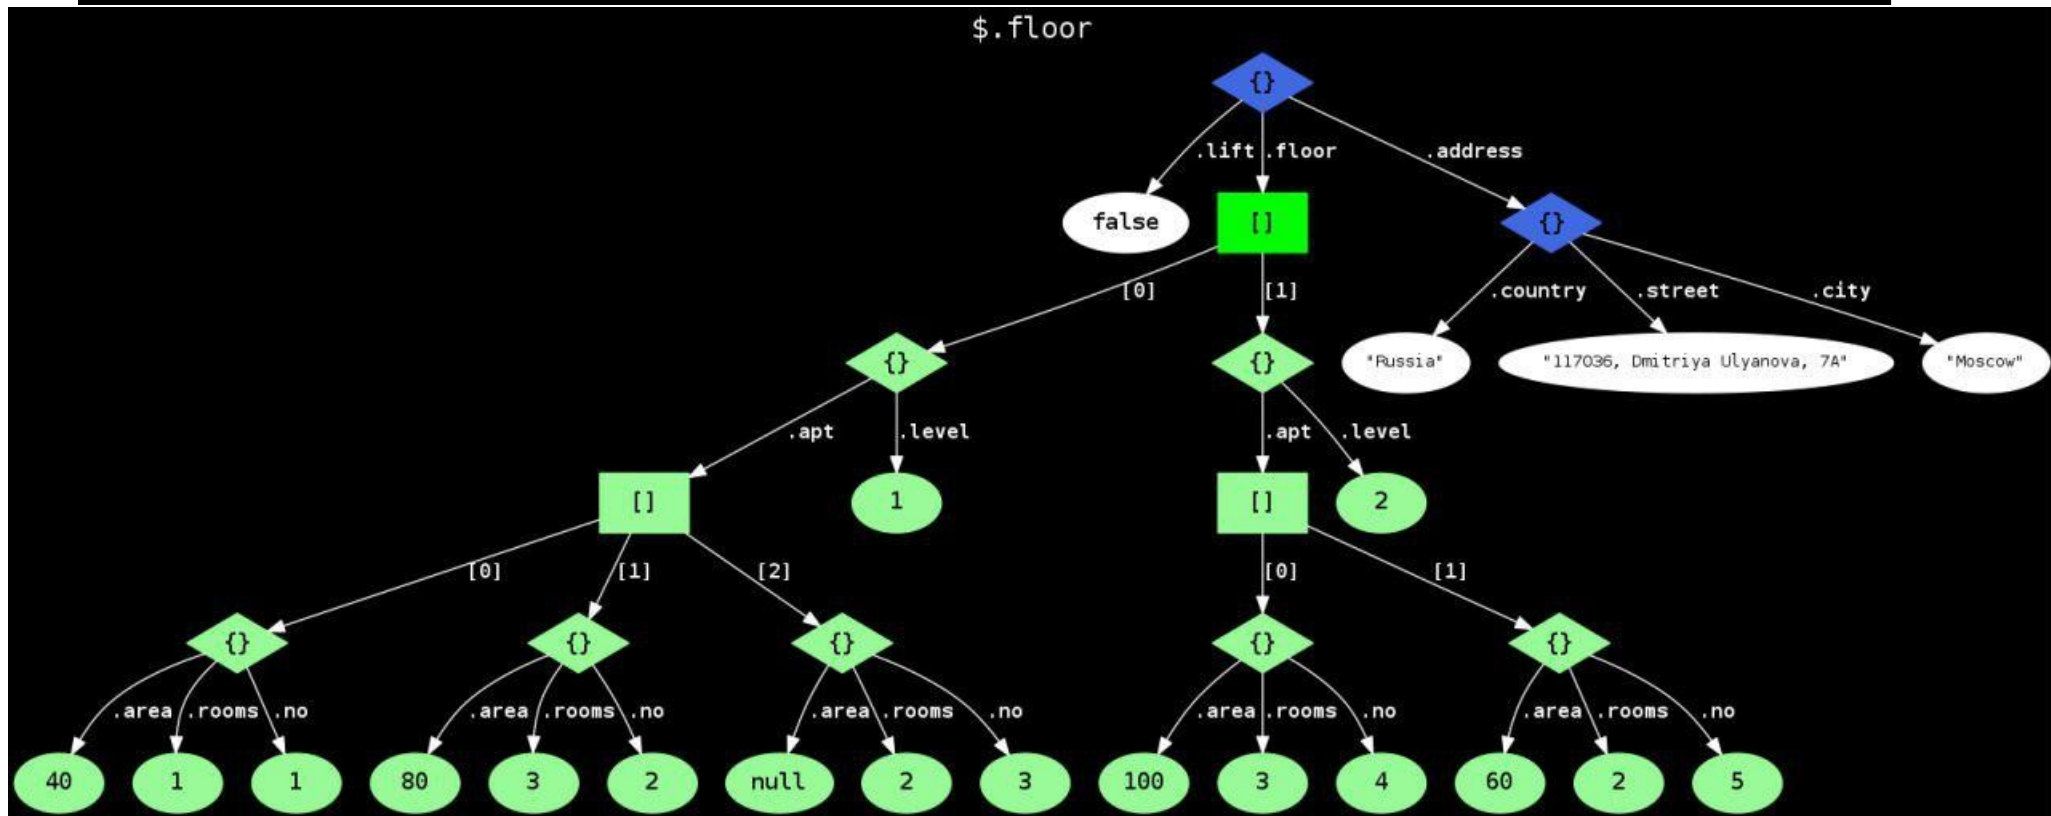 $.floor
{}
.lift .floor .address
false [] {}
[0] [1] .country .street .city
{} {} "Russia" "117036, Dmitriya Ulyanova, 7A" "Moscow"
.apt .level .apt .level
[] 1 [] 2
[0] [1] [2] [0] [1]
{} {} {} {} {}
.area .rooms .no .area .rooms .no .area .rooms .no .area .rooms .no .area .rooms .no
40 1 1 80 3 2 null 2 3 100 3 4 60 2 5